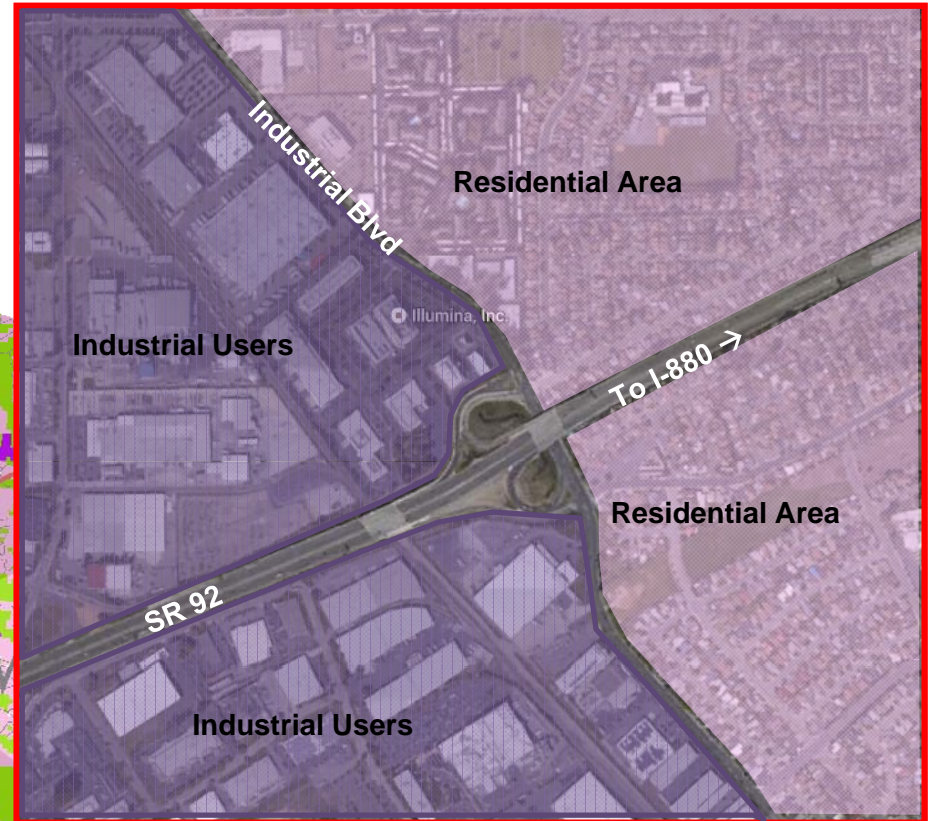 Industrial Blvd
Residential Area
Illumina, Inc.
Industrial Users
To I-880 →
Residential Area
SR 92
Industrial Users